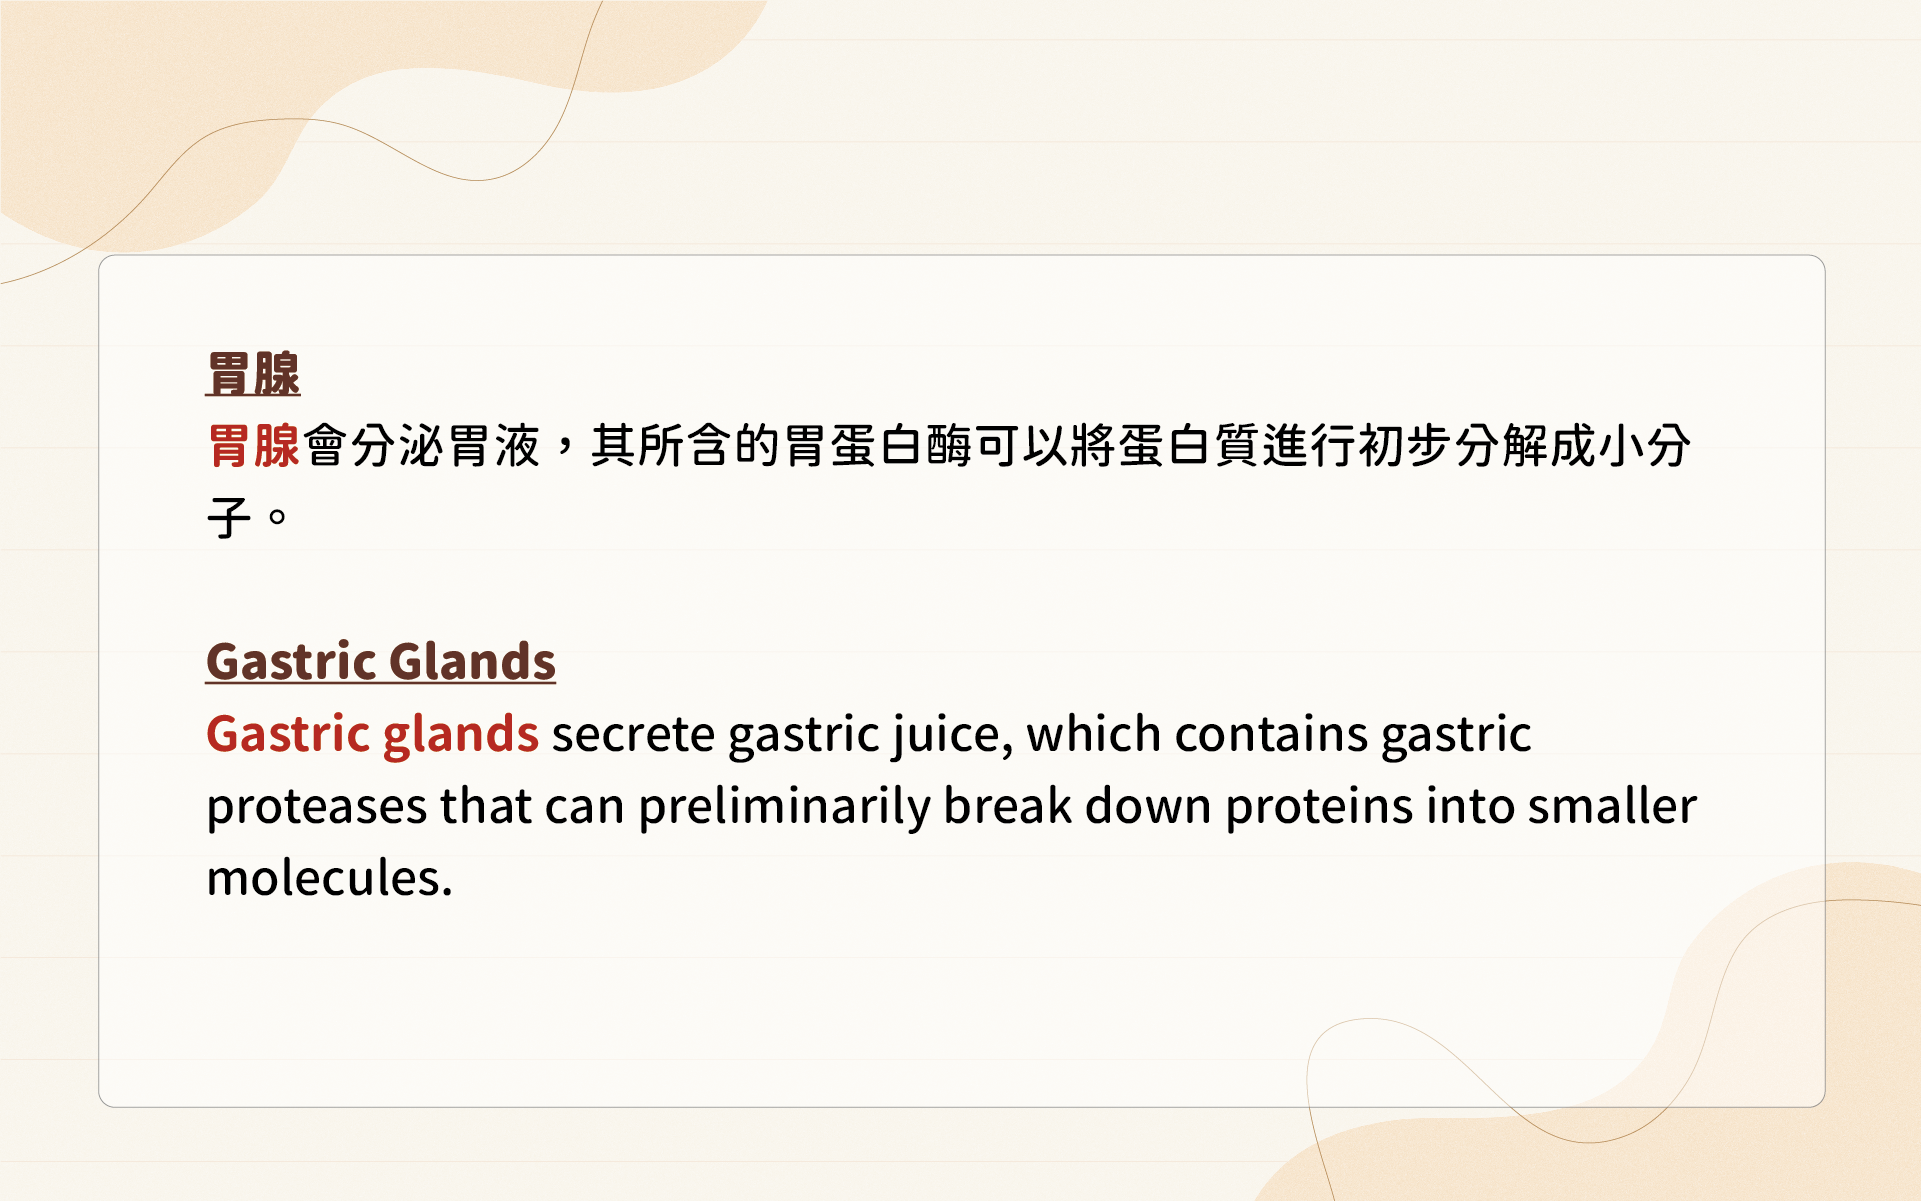 胃腺
胃腺會分泌胃液，其所含的胃蛋白酶可以將蛋白質進行初步分解成小分
子。
Gastric Glands
Gastric glands secrete gastric juice, which contains gastric
proteases that can preliminarily break down proteins into smaller
molecules.